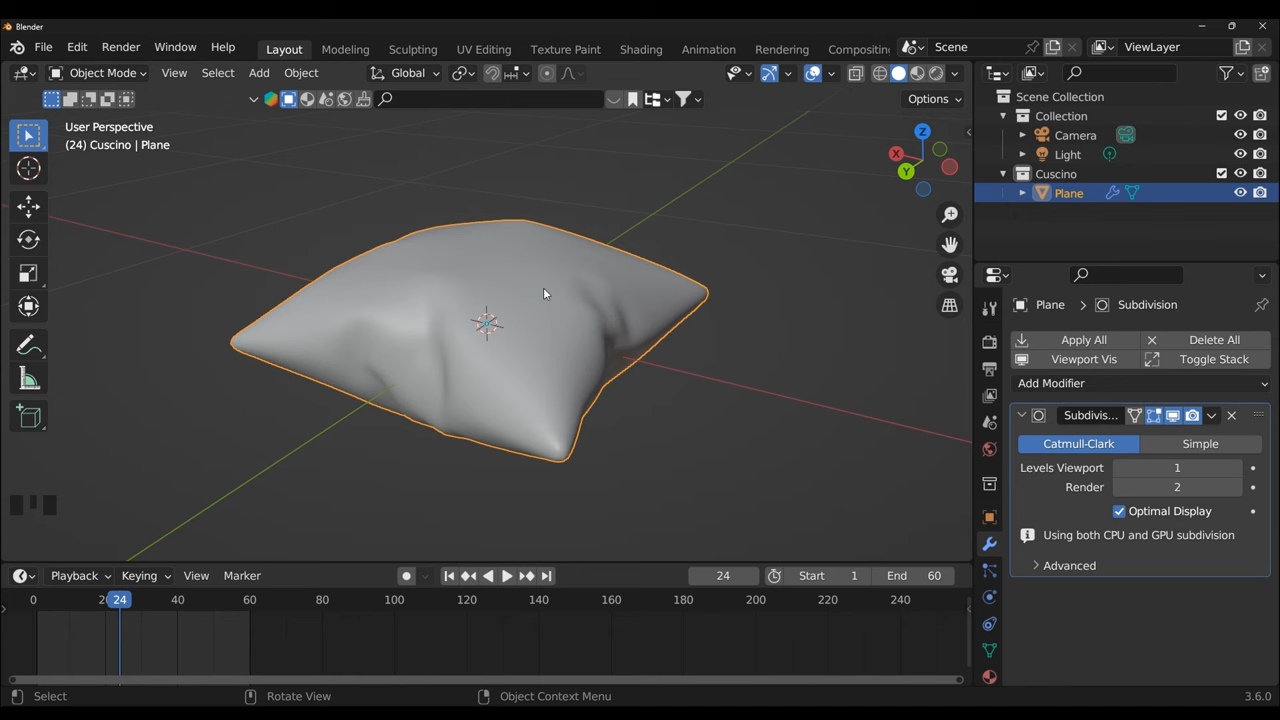 Blender
File Edit Render Window Help Layout Modeling Sculpting UV Editing Texture Paint Shading Animation Rendering Compositing Scene ViewLayer
Object Mode View Select Add Object Global
Options
User Perspective
(24) Cuscino | Plane
Z
X
Y
Scene Collection
Collection
Camera
Light
Cuscino
Plane
Plane > Subdivision
Apply All Delete All
Viewport Vis Toggle Stack
Add Modifier
Subdivis...
Catmull-Clark Simple
Levels Viewport 1
Render 2
Optimal Display
Using both CPU and GPU subdivision
Advanced
Playback Keying View Marker 24 Start 1 End 60
0 24 40 60 80 100 120 140 160 180 200 220 240
Select Rotate View Object Context Menu 3.6.0